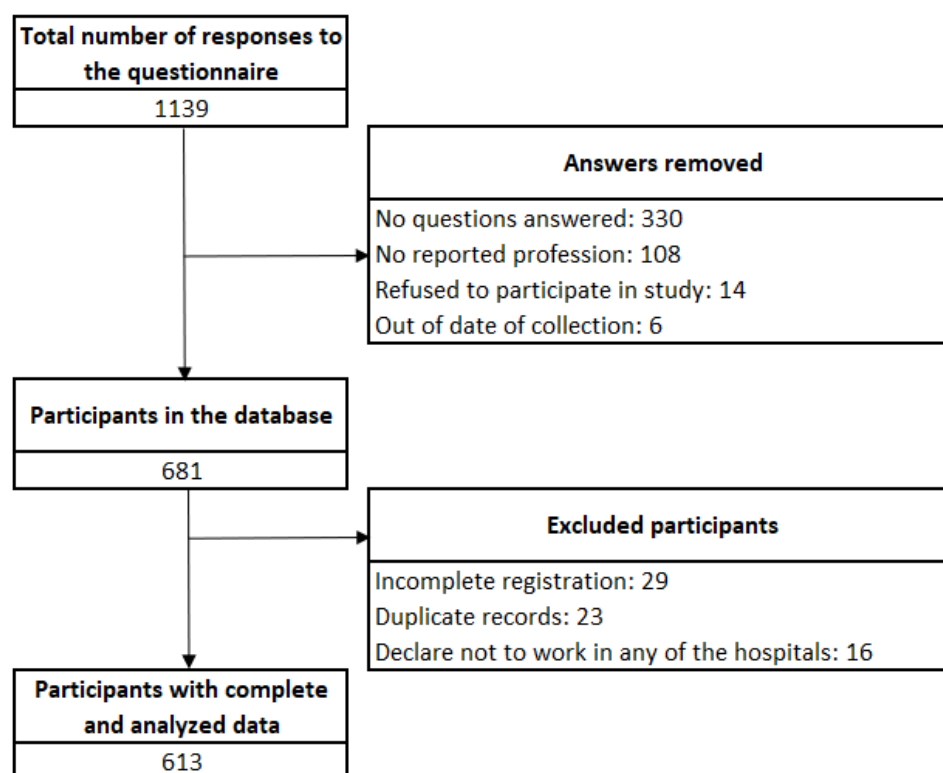 Total number of responses to
the questionnaire
1139
Answers removed
No questions answered: 330
No reported profession: 108
Refused to participate in study: 14
Out of date of collection: 6
Participants in the database
681
Excluded participants
Incomplete registration: 29
Duplicate records: 23
Declare not to work in any of the hospitals: 16
Participants with complete
and analyzed data
613